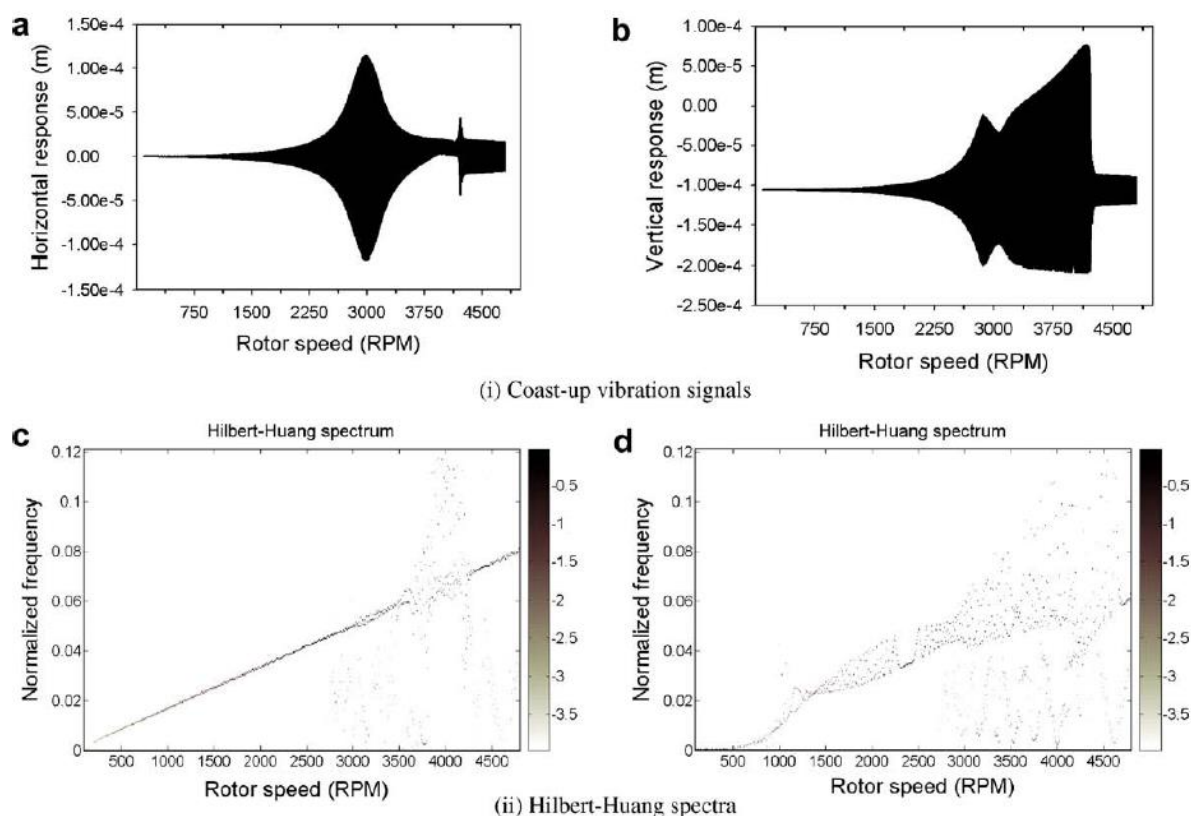 a
Horizontal response (m)
1.50e-4
1.00e-4
5.00e-5
0.00
-5.00e-5
-1.00e-4
-1.50e-4
750 1500 2250 3000 3750 4500
Rotor speed (RPM)
b
Vertical response (m)
1.00e-4
5.00e-5
0.00
-5.00e-5
-1.00e-4
-1.50e-4
-2.00e-4
-2.50e-4
750 1500 2250 3000 3750 4500
Rotor speed (RPM)
(i) Coast-up vibration signals
c
Hilbert-Huang spectrum
Normalized frequency
0.12
0.1
0.08
0.06
0.04
0.02
0
500 1000 1500 2000 2500 3000 3500 4000 4500
Rotor speed (RPM)
-0.5
-1
-1.5
-2
-2.5
-3
-3.5
d
Hilbert-Huang spectrum
Normalized frequency
0.12
0.1
0.08
0.06
0.04
0.02
0
500 1000 1500 2000 2500 3000 3500 4000 4500
Rotor speed (RPM)
-0.5
-1
-1.5
-2
-2.5
-3
-3.5
(ii) Hilbert-Huang spectra